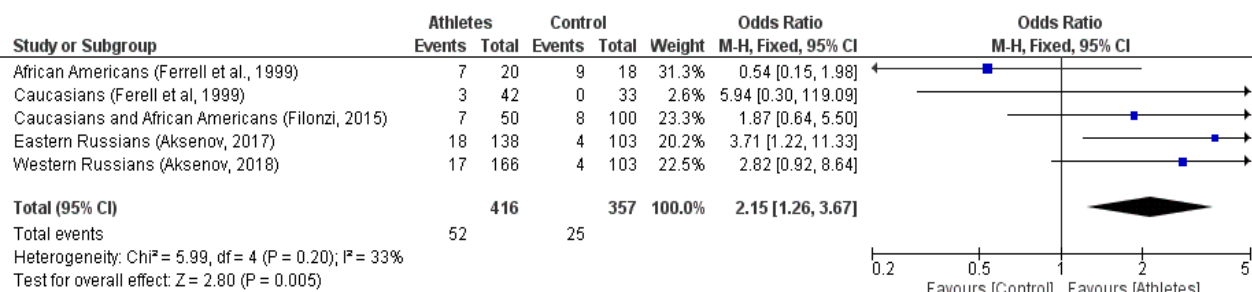 Athletes Control Odds Ratio Odds Ratio
Study or Subgroup Events Total Events Total Weight M-H, Fixed, 95% CI M-H, Fixed, 95% CI
African Americans (Ferrell et al., 1999) 7 20 9 18 31.3% 0.54 [0.15, 1.98]
Caucasians (Ferell et al, 1999) 3 42 0 33 2.6% 5.94 [0.30, 119.09]
Caucasians and African Americans (Filonzi, 2015) 7 50 8 100 23.3% 1.87 [0.64, 5.50]
Eastern Russians (Aksenov, 2017) 18 138 4 103 20.2% 3.71 [1.22, 11.33]
Western Russians (Aksenov, 2018) 17 166 4 103 22.5% 2.82 [0.92, 8.64]
Total (95% CI) 416 357 100.0% 2.15 [1.26, 3.67]
Total events 52 25
Heterogeneity: Chi² = 5.99, df = 4 (P = 0.20); I² = 33%
Test for overall effect: Z = 2.80 (P = 0.005)
0.2 0.5 1 2 5
Favours [Control] Favours [Athletes]